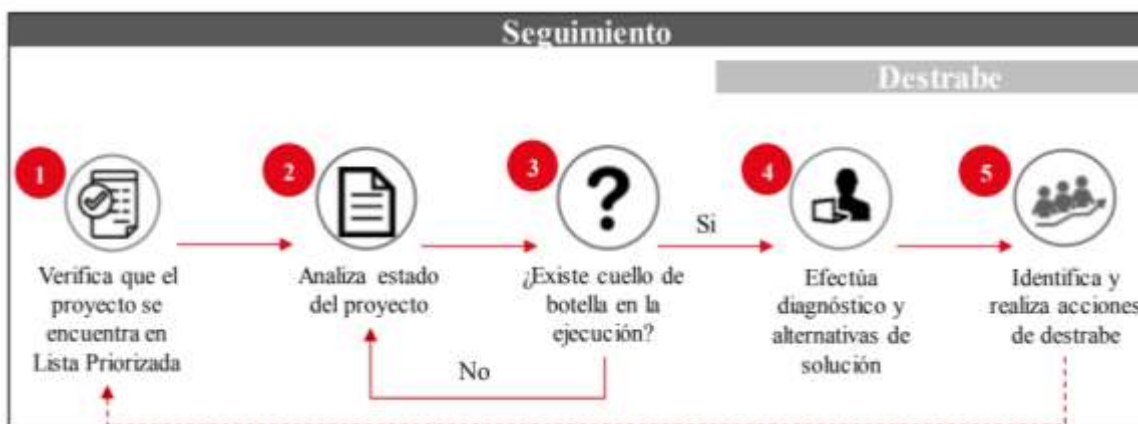 Seguimiento
Destrabe
1
2
3
4
5
Verifica que el
proyecto se
encuentra en
Lista Priorizada
Analiza estado
del proyecto
¿Existe cuello de
botella en la
ejecución?
Si
No
Efectúa
diagnóstico y
alternativas de
solución
Identifica y
realiza acciones
de destrabe